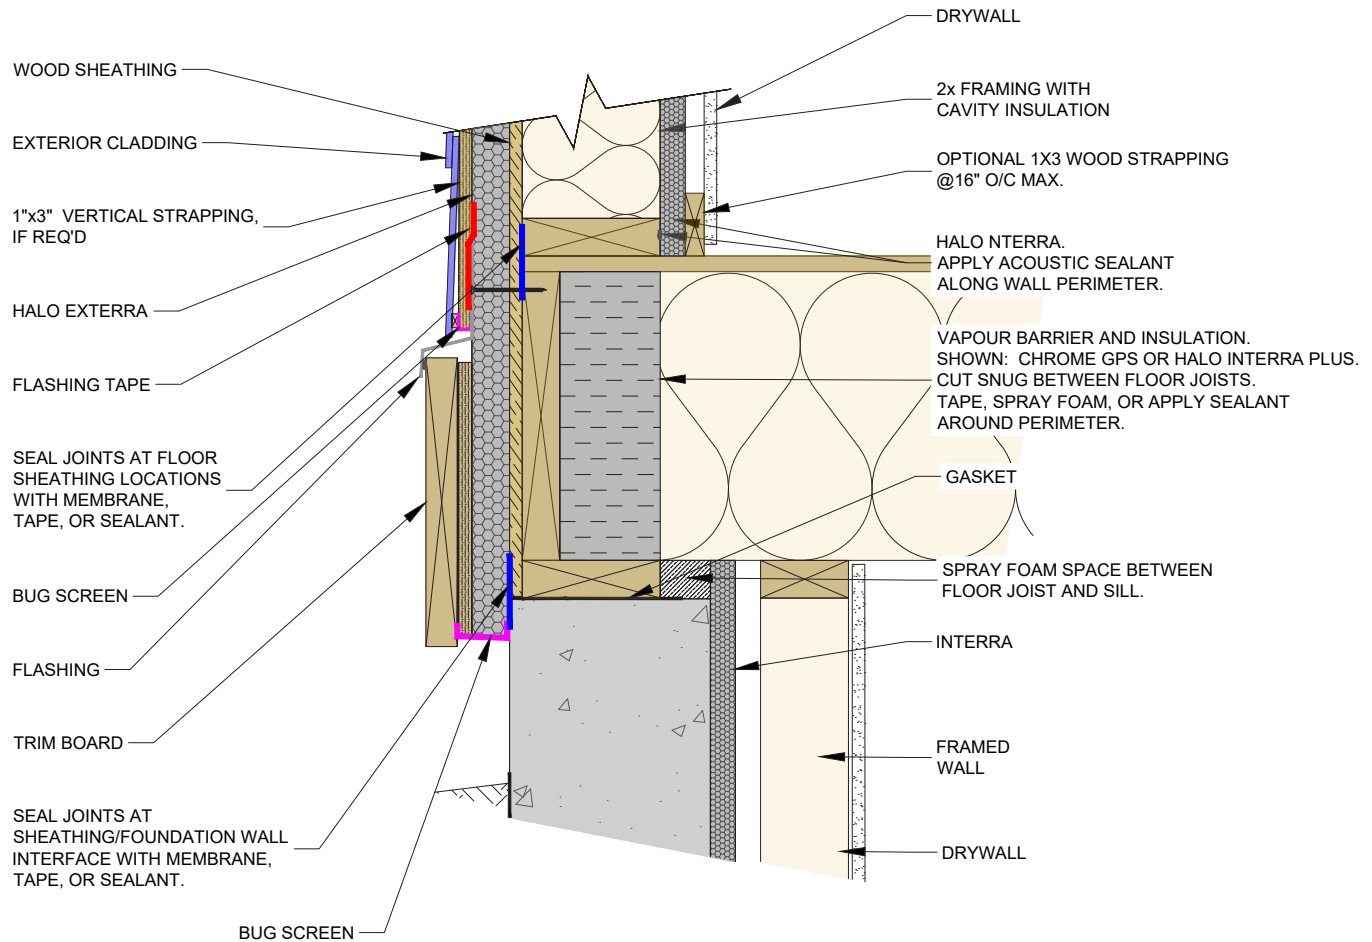 WOOD SHEATHING
EXTERIOR CLADDING
1"x3" VERTICAL STRAPPING,
IF REQ'D
HALO EXTERRA
FLASHING TAPE
SEAL JOINTS AT FLOOR
SHEATHING LOCATIONS
WITH MEMBRANE,
TAPE, OR SEALANT.
BUG SCREEN
FLASHING
TRIM BOARD
SEAL JOINTS AT
SHEATHING/FOUNDATION WALL
INTERFACE WITH MEMBRANE,
TAPE, OR SEALANT.
BUG SCREEN
DRYWALL
2x FRAMING WITH
CAVITY INSULATION
OPTIONAL 1X3 WOOD STRAPPING
@16" O/C MAX.
HALO NTERRA.
APPLY ACOUSTIC SEALANT
ALONG WALL PERIMETER.
VAPOUR BARRIER AND INSULATION.
SHOWN: CHROME GPS OR HALO INTERRA PLUS.
CUT SNUG BETWEEN FLOOR JOISTS.
TAPE, SPRAY FOAM, OR APPLY SEALANT
AROUND PERIMETER.
GASKET
SPRAY FOAM SPACE BETWEEN
FLOOR JOIST AND SILL.
INTERRA
FRAMED
WALL
DRYWALL